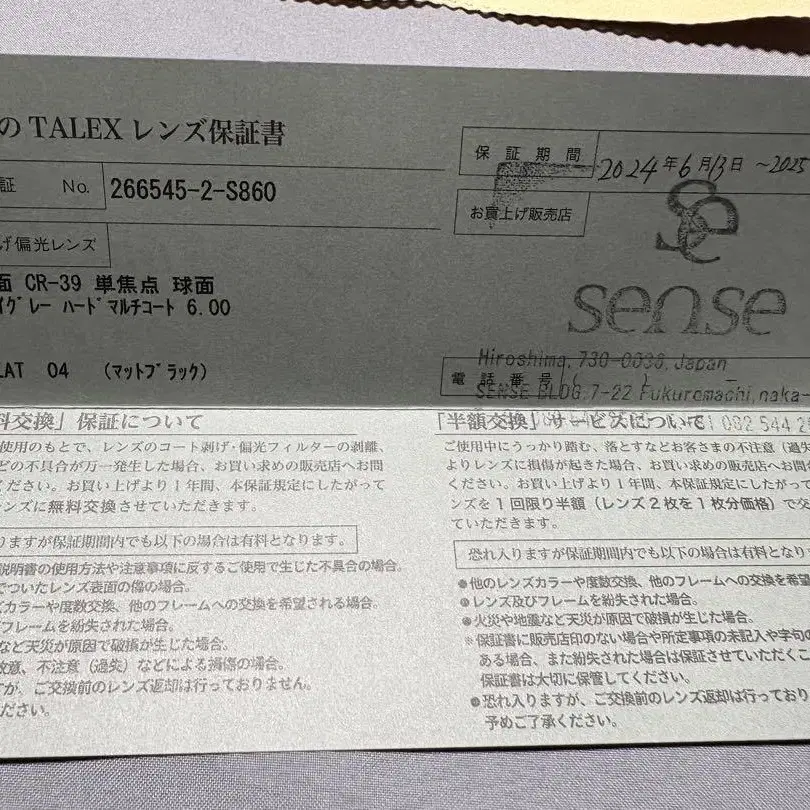 の TALEX レンズ保証書
証 No. 266545-2-S860
げ偏光レンズ
面 CR-39 単焦点 球面
イグレー ハードマルチコート 6.00
LAT 04 (マットブラック)
保証期間 2024年6月13日 ~2025
お買上げ販売店
se
sense
Hiroshima, 730-0036, Japan
電話番号 ( ) -
SENSE BLDG.7-22 Fukuromachi, naka-
料交換」保証について
使用のもとで、レンズのコート剥げ・偏光フィルターの剥離、
どの不具合が万一発生した場合、お買い求めの販売店へお問
ください。お買い上げより1年間、本保証規定にしたがって
ンズに無料交換させていただきます。
りますが保証期間内でも以下の場合は有料となります。
説明書の使用方法や注意事項に反するご使用で生じた不具合の場合。
でついたレンズ表面の傷の場合。
ズカラーや度数交換、他のフレームへの交換を希望される場合。
びフレームを紛失された場合。
など天災が原因で破損が生じた場合。
故意、不注意（過失）などによる損傷の場合。
すが、ご交換前のレンズ返却は行っておりません。
ださい。
「半額交換」サービスについて
082 544 2
ご使用中にうっかり踏む、落とすなどお客さまの不注意（過失
よりレンズに損傷が起きた場合、お買い求めの販売店へお問
ください。お買い上げより1年間、本保証規定にしたがって
ンズを1回限り半額（レンズ2枚を1枚分価格）で交
ていただきます。
恐れ入りますが保証期間内でも以下の場合は有料となり
●他のレンズカラーや度数交換、他のフレームへの交換を希望
●レンズ及びフレームを紛失された場合。
●火災や地震など天災が原因で破損が生じた場合。
※保証書に販売店印のない場合や所定事項の未記入や字句の
ある場合、また紛失された場合は保証させていただくこ
保証書は大切に保管してください。
●恐れ入りますが、ご交換前のレンズ返却は行っており
予めご了承ください。